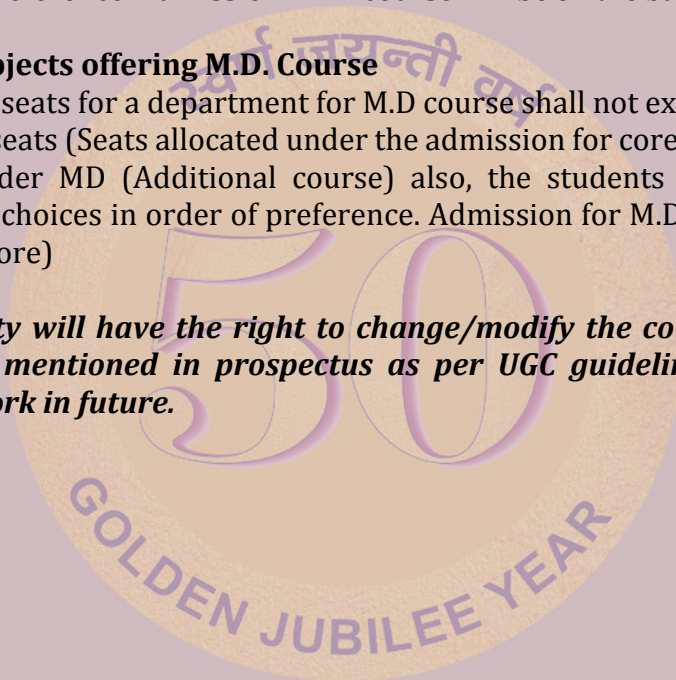 ojects offering M.D. Course
seats for a department for M.D course shall not ex
seats (Seats allocated under the admission for core
der MD (Additional course) also, the students
choices in order of preference. Admission for M.D
ore)
ty will have the right to change/modify the co
mentioned in prospectus as per UGC guidelin
rk in future.
स्वर्ण जयन्ती वर्ष
50
GOLDEN JUBILEE YEAR